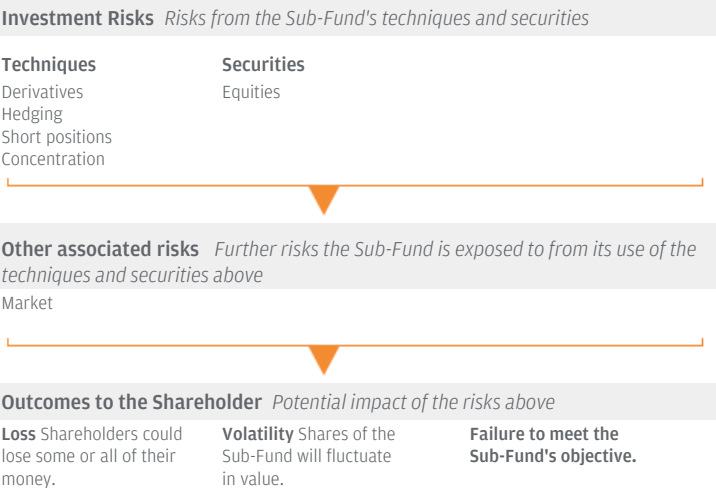 Investment Risks Risks from the Sub-Fund's techniques and securities
Techniques
Derivatives
Hedging
Short positions
Concentration
Securities
Equities
Other associated risks Further risks the Sub-Fund is exposed to from its use of the
techniques and securities above
Market
Outcomes to the Shareholder Potential impact of the risks above
Loss Shareholders could
lose some or all of their
money.
Volatility Shares of the
Sub-Fund will fluctuate
in value.
Failure to meet the
Sub-Fund's objective.